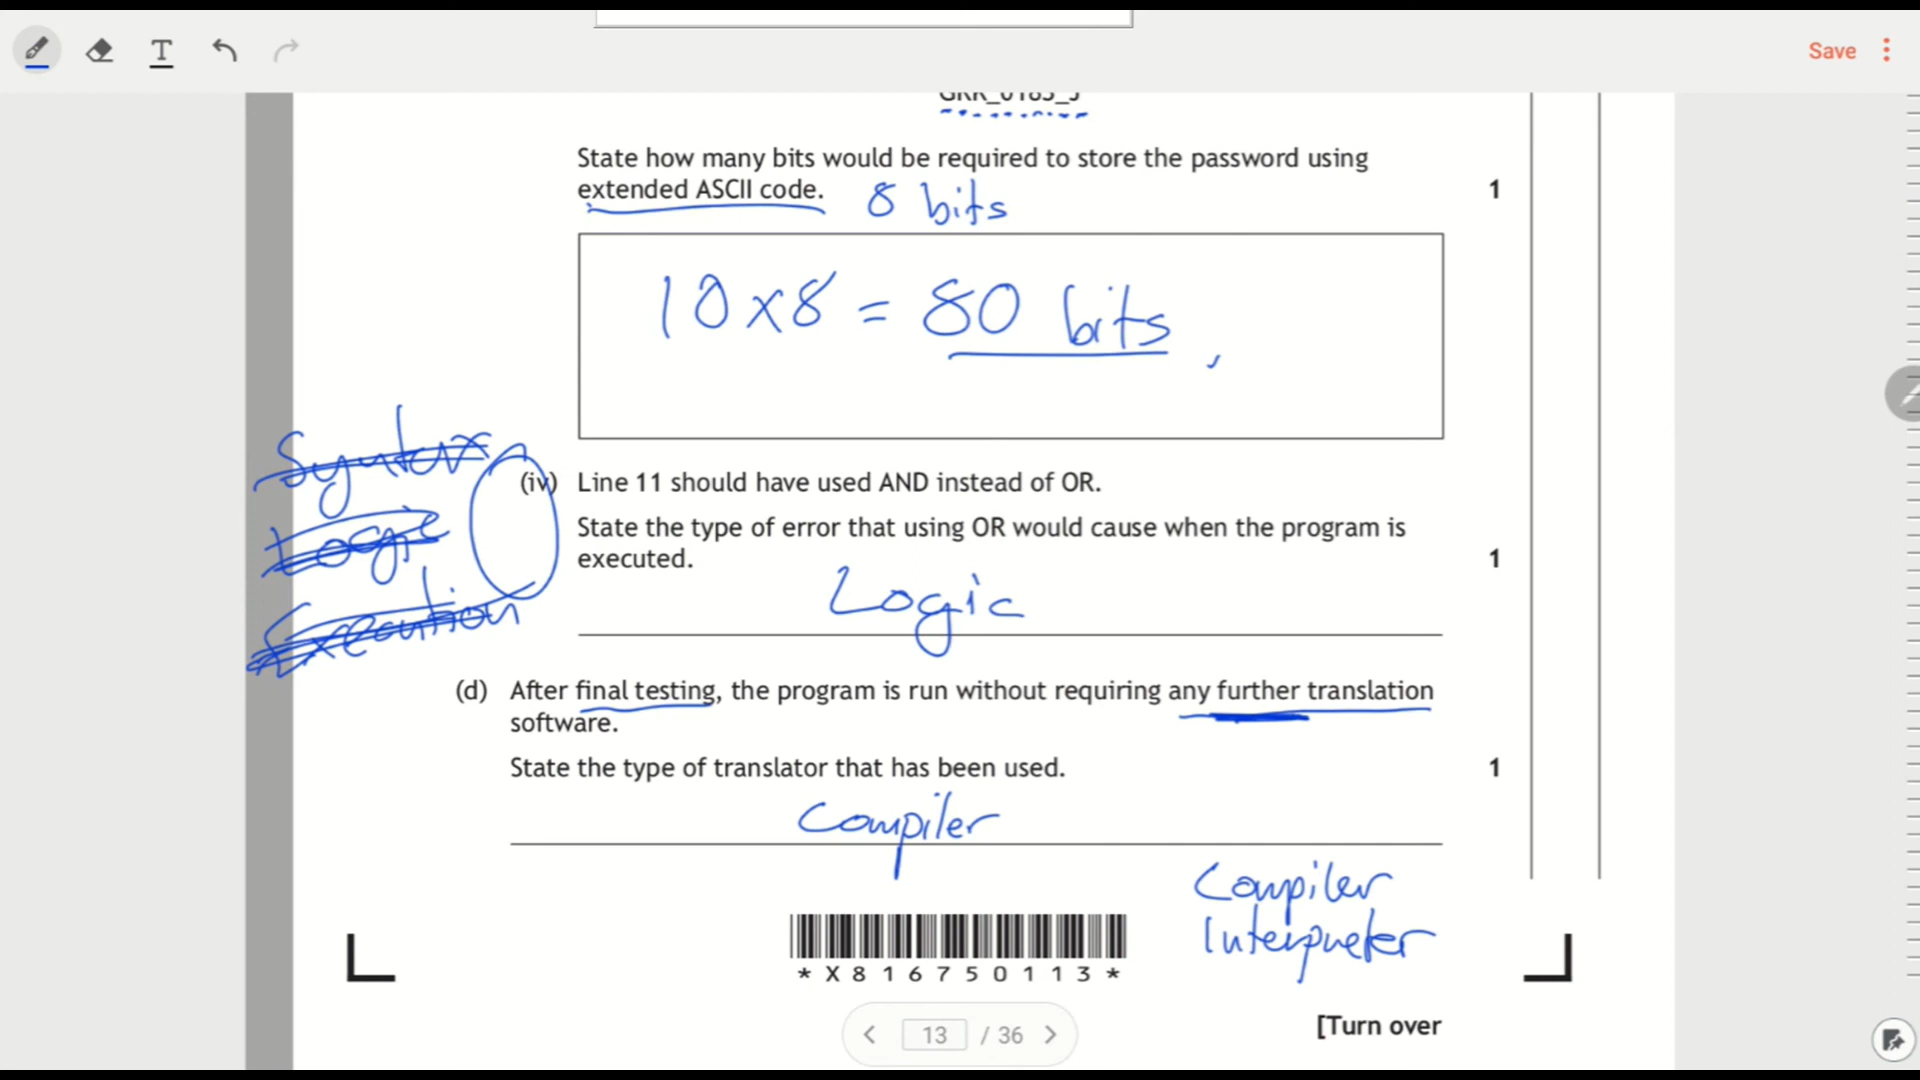 T
Save
GRK_0183_J
State how many bits would be required to store the password using
extended ASCII code. 8 bits 1
10 x 8 = 80 bits
Syntax
Logic
Execution
(iv) Line 11 should have used AND instead of OR.
State the type of error that using OR would cause when the program is
executed. 1
Logic
(d) After final testing, the program is run without requiring any further translation
software.
State the type of translator that has been used. 1
Compiler
Compiler
Interpreter
* X 8 1 6 7 5 0 1 1 3 *
[Turn over
13 / 36